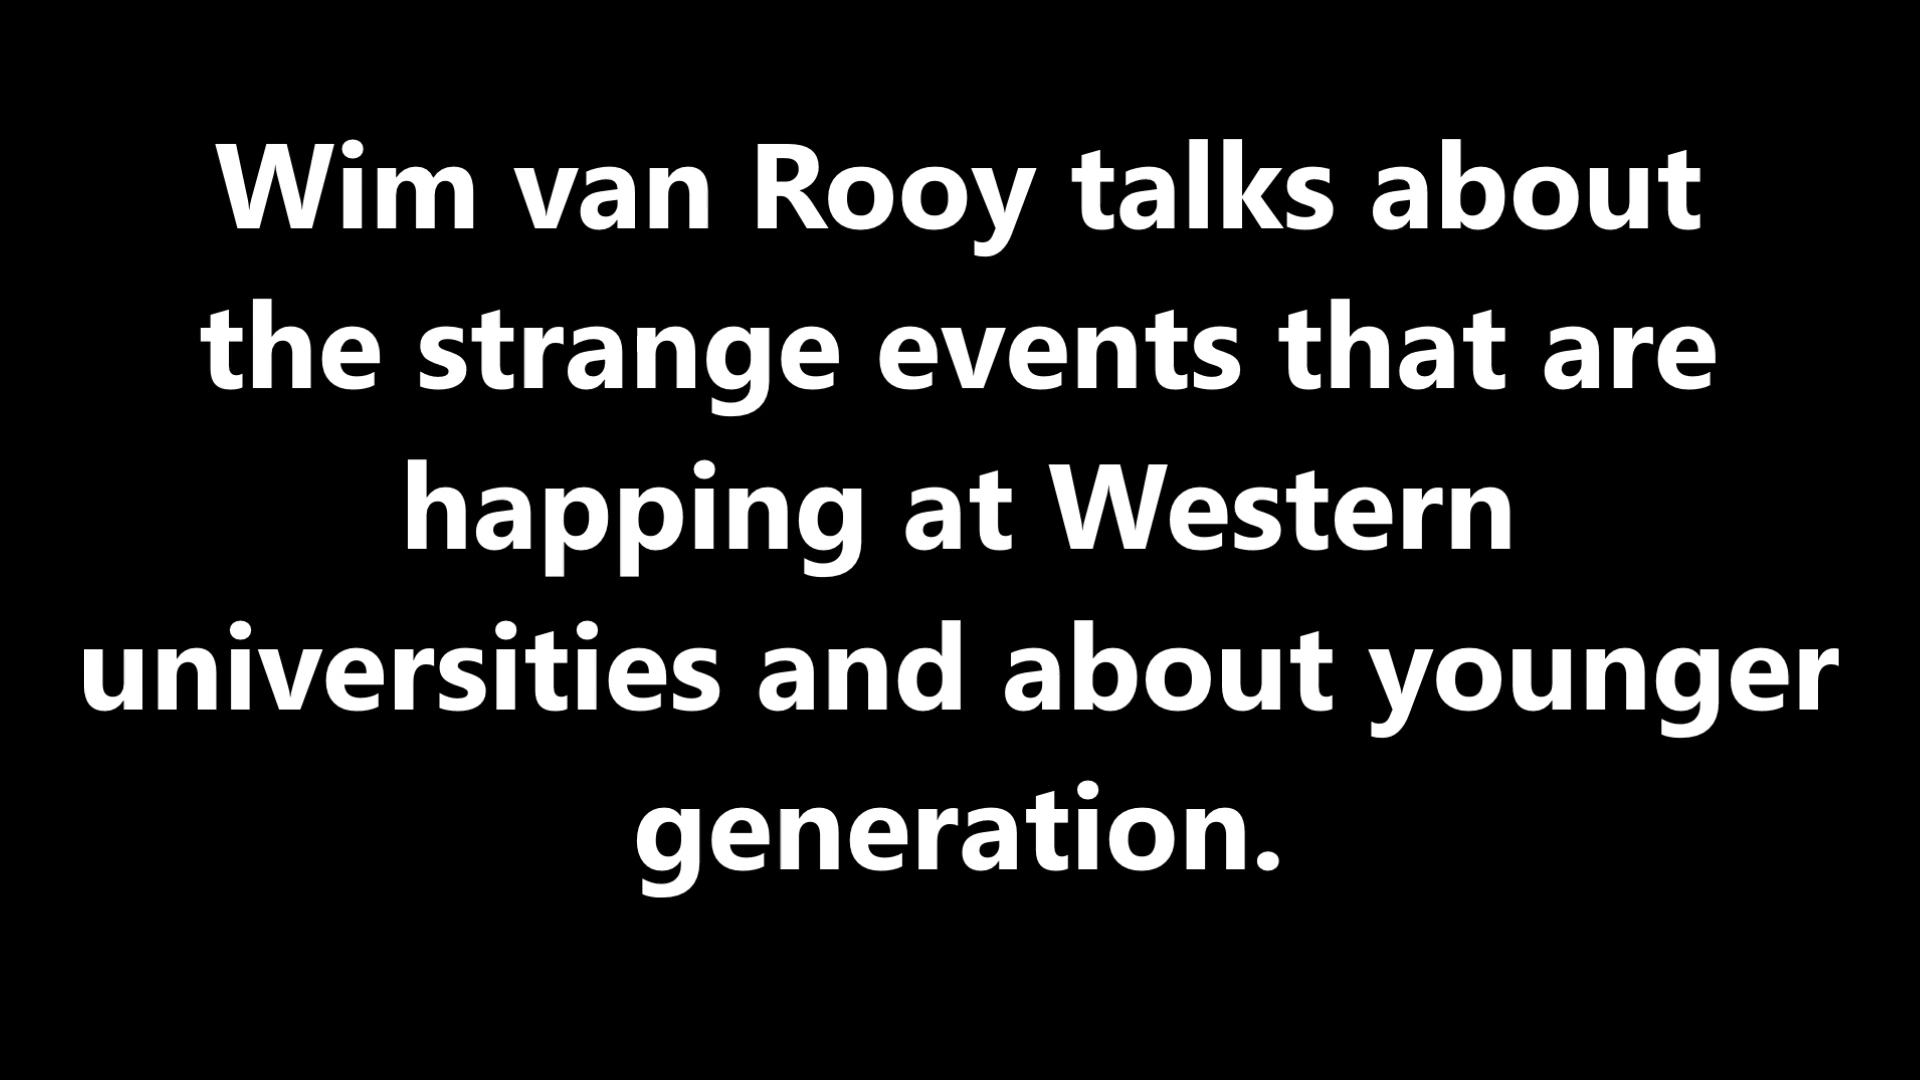 Wim van Rooy talks about
the strange events that are
happing at Western
universities and about younger
generation.